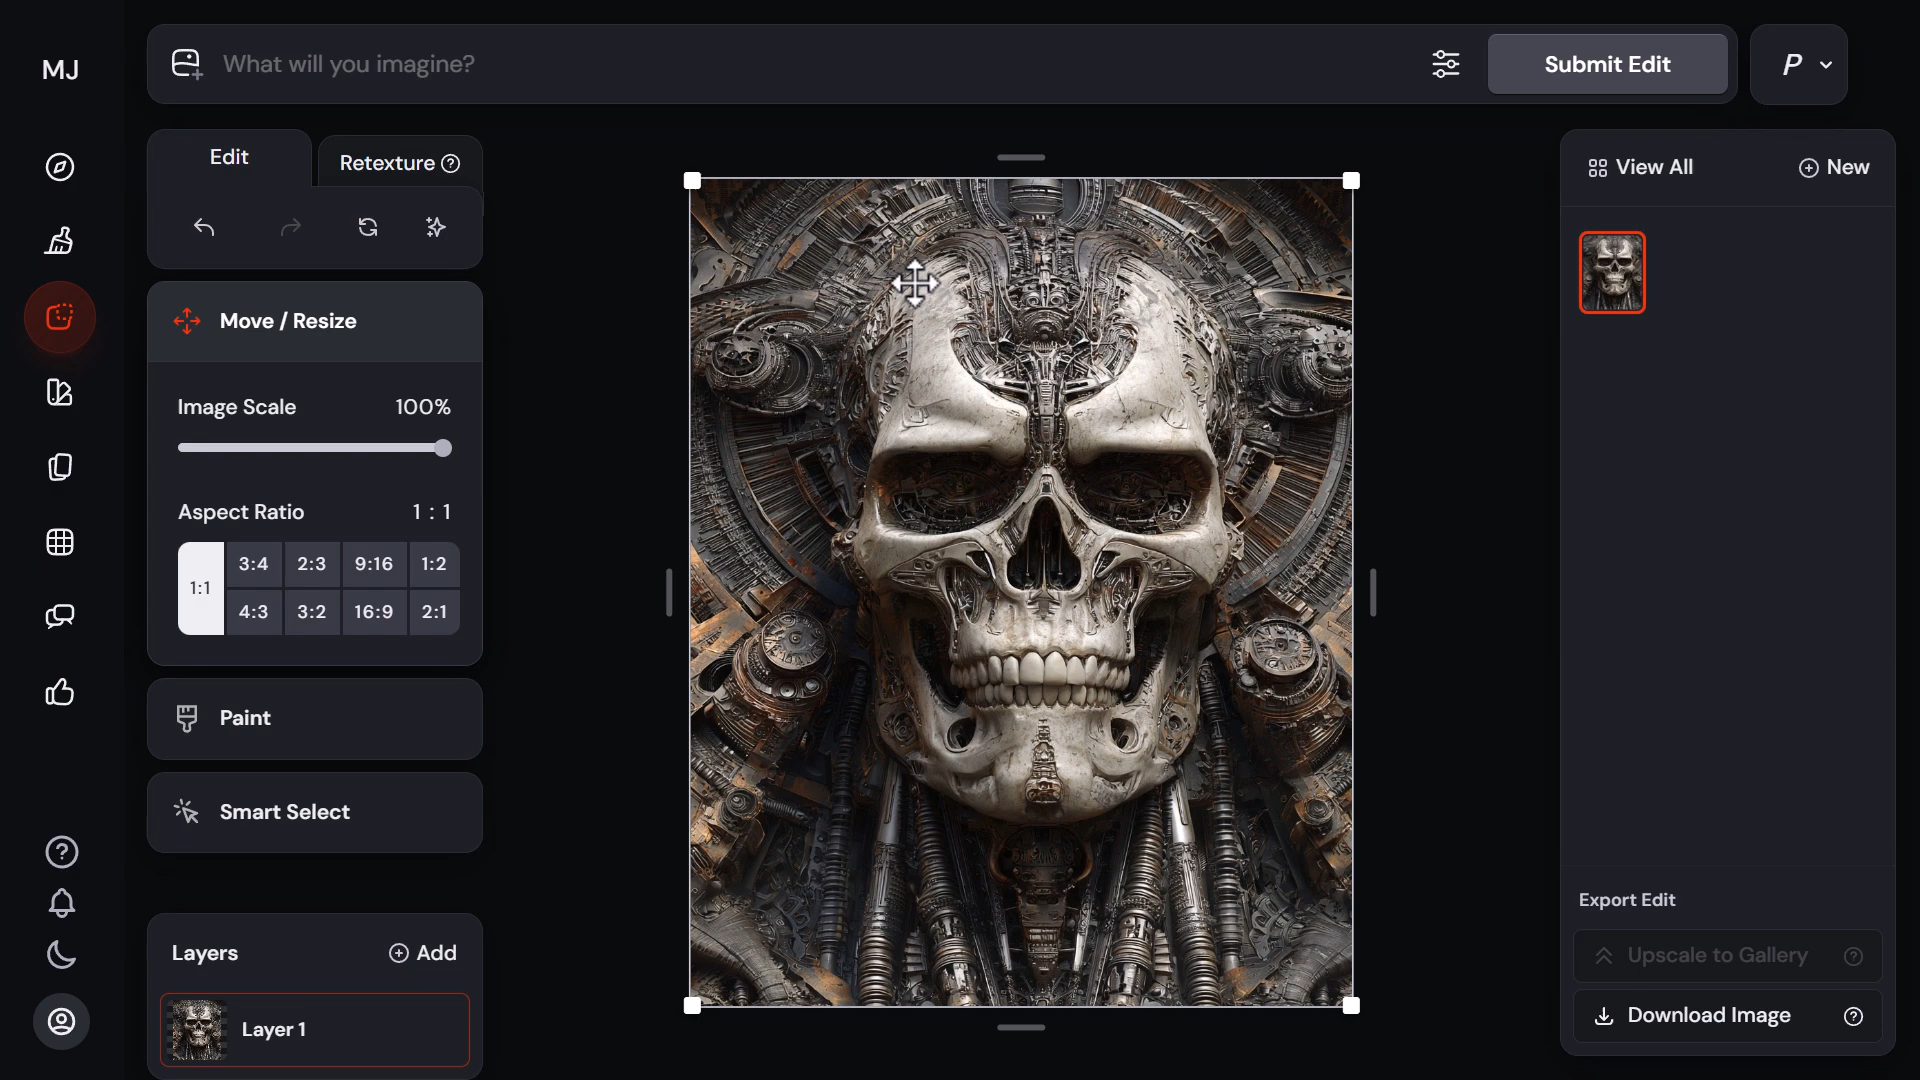 MJ
What will you imagine?
Submit Edit
P
Edit
Retexture
Move / Resize
Image Scale 100%
Aspect Ratio 1 : 1
1:1
3:4 2:3 9:16 1:2
4:3 3:2 16:9 2:1
Paint
Smart Select
Layers Add
Layer 1
View All New
Export Edit
Upscale to Gallery
Download Image